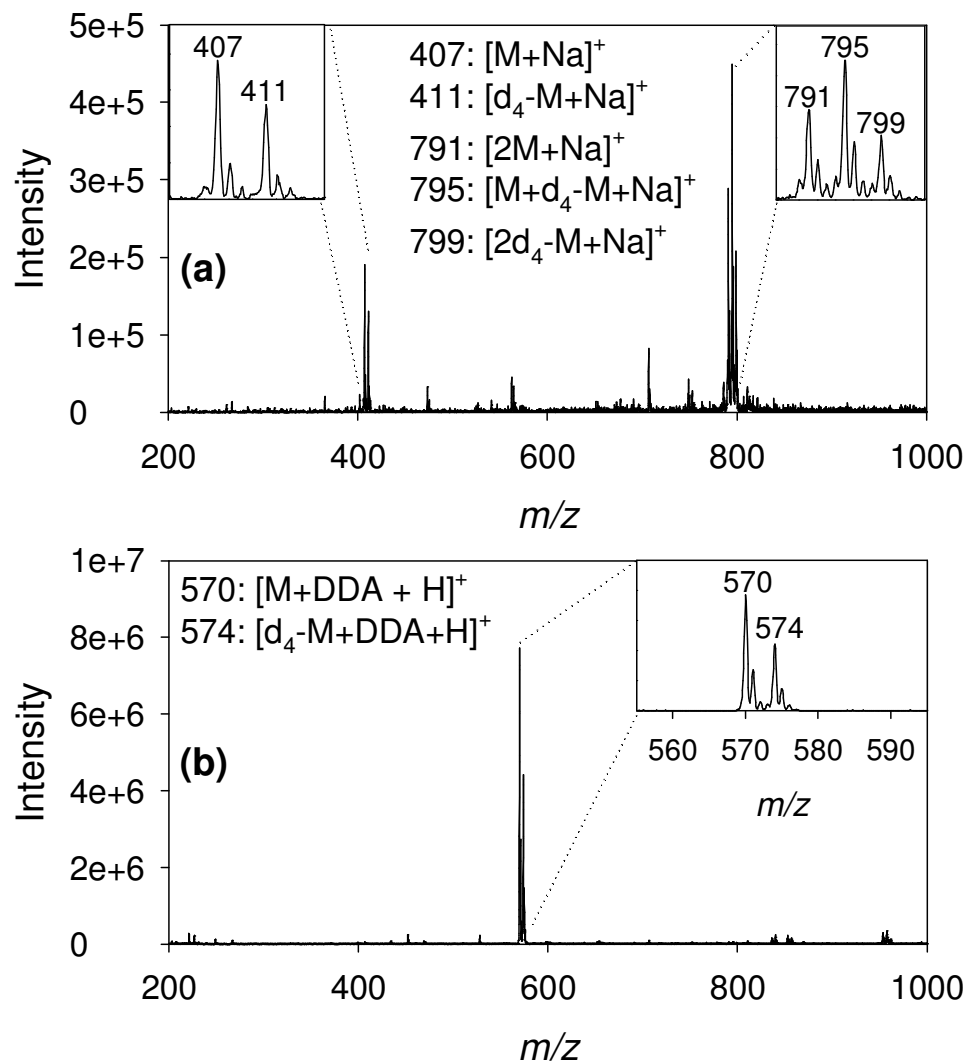 5e+5
4e+5
3e+5
2e+5
1e+5
0
Intensity
407
411
407: [M+Na]⁺
411: [d₄-M+Na]⁺
791: [2M+Na]⁺
795: [M+d₄-M+Na]⁺
799: [2d₄-M+Na]⁺
795
791
799
(a)
200 400 600 800 1000
m/z
1e+7
8e+6
6e+6
4e+6
2e+6
0
Intensity
570: [M+DDA + H]⁺
574: [d₄-M+DDA+H]⁺
570
574
560 570 580 590
m/z
(b)
200 400 600 800 1000
m/z